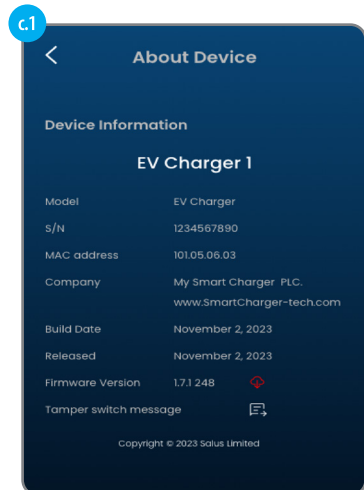 c.1
About Device
Device Information
EV Charger 1
Model EV Charger
S/N 1234567890
MAC address 101.05.06.03
Company My Smart Charger PLC.
www.SmartCharger-tech.com
Build Date November 2, 2023
Released November 2, 2023
Firmware Version 1.7.1 248
Tamper switch message
Copyright © 2023 Salus Limited